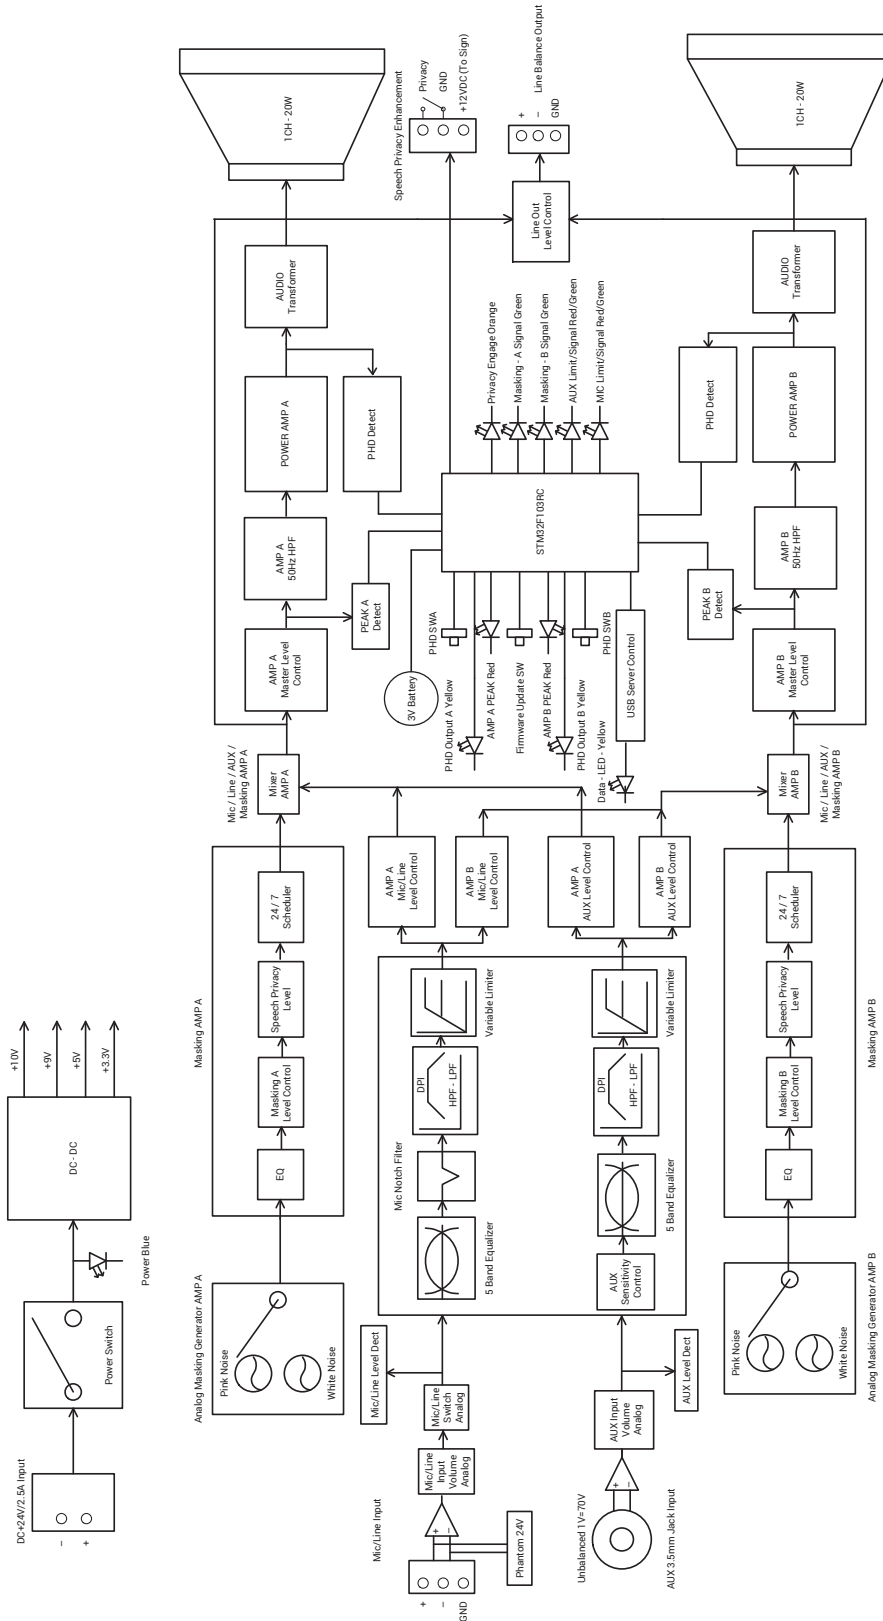 DC+24V/2.5A Input
–
+
Power Switch
Power Blue
DC - DC
+10V
+9V
+5V
+3.3V
Analog Masking Generator AMP A
Pink Noise
White Noise
Masking AMP A
EQ
Masking A
Level Control
Speech Privacy
Level
24 / 7
Scheduler
Mic / Line / AUX /
Masking AMP A
Mixer
AMP A
AMP A
Master Level
Control
AMP A
50Hz HPF
POWER AMP A
AUDIO
Transformer
1CH - 20W
PEAK A
Detect
PHD Detect
3V Battery
Speech Privacy Enhancement
Privacy
GND
+12VDC (To Sign)
Line Balance Output
+
–
GND
Line Out
Level Control
Privacy Engage Orange
Masking - A Signal Green
Masking - B Signal Green
AUX Limit/Signal Red/Green
MIC Limit/Signal Red/Green
STM32F103RC
PHD SWA
PHD Output A Yellow
AMP A PEAK Red
Firmware Update SW
AMP B PEAK Red
PHD Output B Yellow
PHD SWB
USB Server Control
Data - LED - Yellow
Mic/Line Input
+
–
GND
+
–
Phantom 24V
Mic/Line
Input
Volume
Analog
Mic/Line
Switch
Analog
Mic/Line Level Dect
5 Band Equalizer
Mic Notch Filter
DPI
HPF - LPF
Variable Limiter
AMP A
Mic/Line
Level Control
AMP B
Mic/Line
Level Control
AMP A
AUX Level Control
AMP B
AUX Level Control
Unbalanced 1V=70V
AUX 3.5mm Jack Input
+
–
AUX Input
Volume
Analog
AUX Level Dect
AUX
Sensitivity
Control
5 Band Equalizer
DPI
HPF - LPF
Variable Limiter
Analog Masking Generator AMP B
Pink Noise
White Noise
Masking AMP B
EQ
Masking B
Level Control
Speech Privacy
Level
24 / 7
Scheduler
Mic / Line / AUX /
Masking AMP B
Mixer
AMP B
AMP B
Master Level
Control
AMP B
50Hz HPF
POWER AMP B
AUDIO
Transformer
1CH - 20W
PEAK B
Detect
PHD Detect